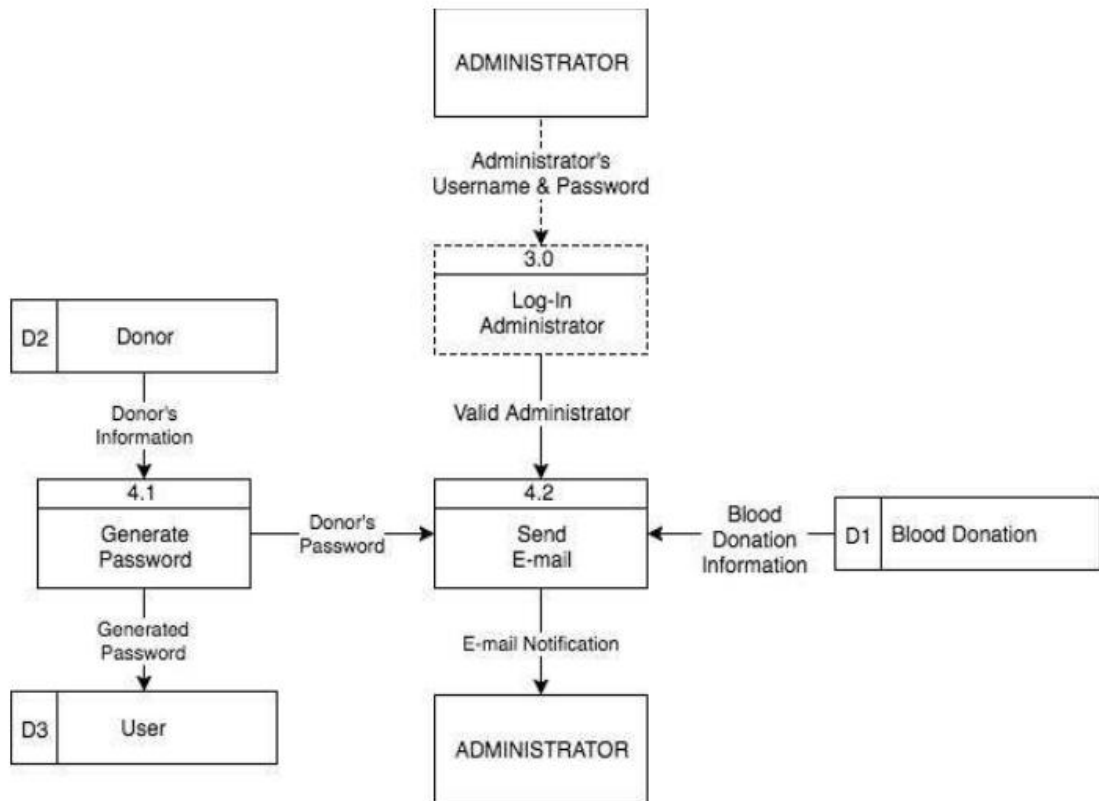 ADMINISTRATOR
Administrator's
Username & Password
3.0
Log-In
Administrator
D2
Donor
Valid Administrator
Donor's
Information
4.1
Generate
Password
Donor's
Password
4.2
Send
E-mail
Blood
Donation
Information
D1
Blood Donation
Generated
Password
E-mail Notification
D3
User
ADMINISTRATOR